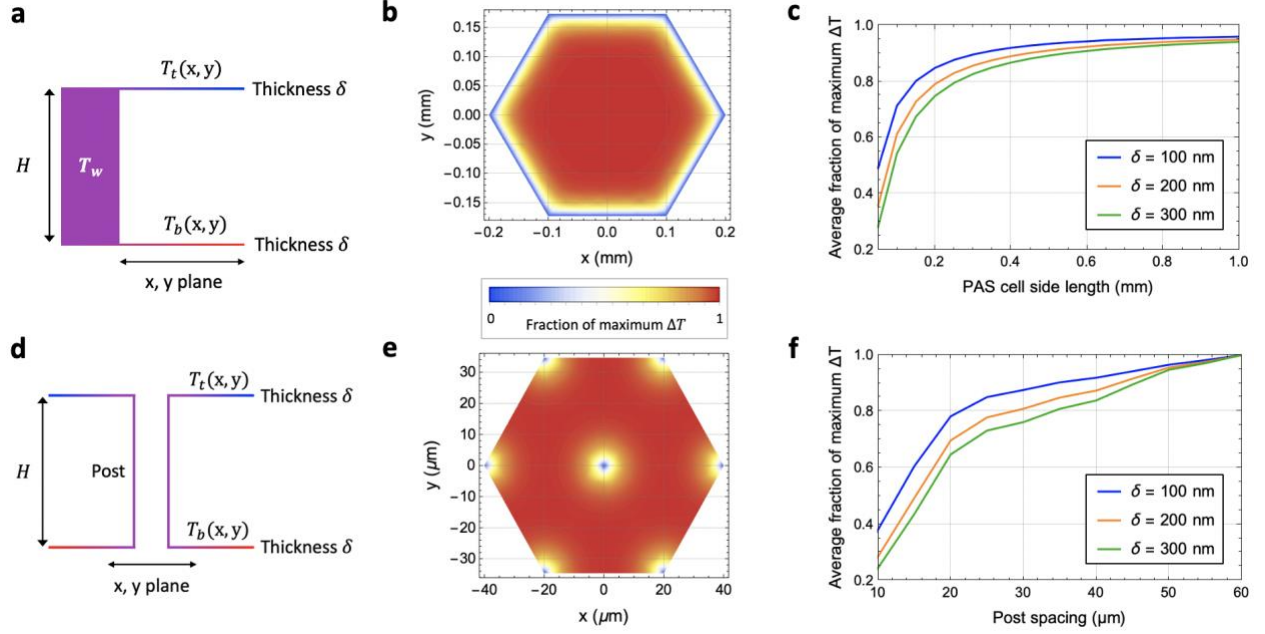 a
T_t(x, y)
Thickness δ
H
T_w
T_b(x, y)
Thickness δ
x, y plane
b
y (mm)
0.15
0.10
0.05
0.00
−0.05
−0.10
−0.15
−0.2 −0.1 0.0 0.1 0.2
x (mm)
0 1
Fraction of maximum ΔT
c
Average fraction of maximum ΔT
1.0
0.8
0.6
0.4
0.2
δ = 100 nm
δ = 200 nm
δ = 300 nm
0.2 0.4 0.6 0.8 1.0
PAS cell side length (mm)
d
T_t(x, y)
Thickness δ
H
Post
T_b(x, y)
Thickness δ
x, y plane
e
y (μm)
30
20
10
0
−10
−20
−30
−40 −20 0 20 40
x (μm)
f
Average fraction of maximum ΔT
1.0
0.8
0.6
0.4
0.2
δ = 100 nm
δ = 200 nm
δ = 300 nm
10 20 30 40 50 60
Post spacing (μm)